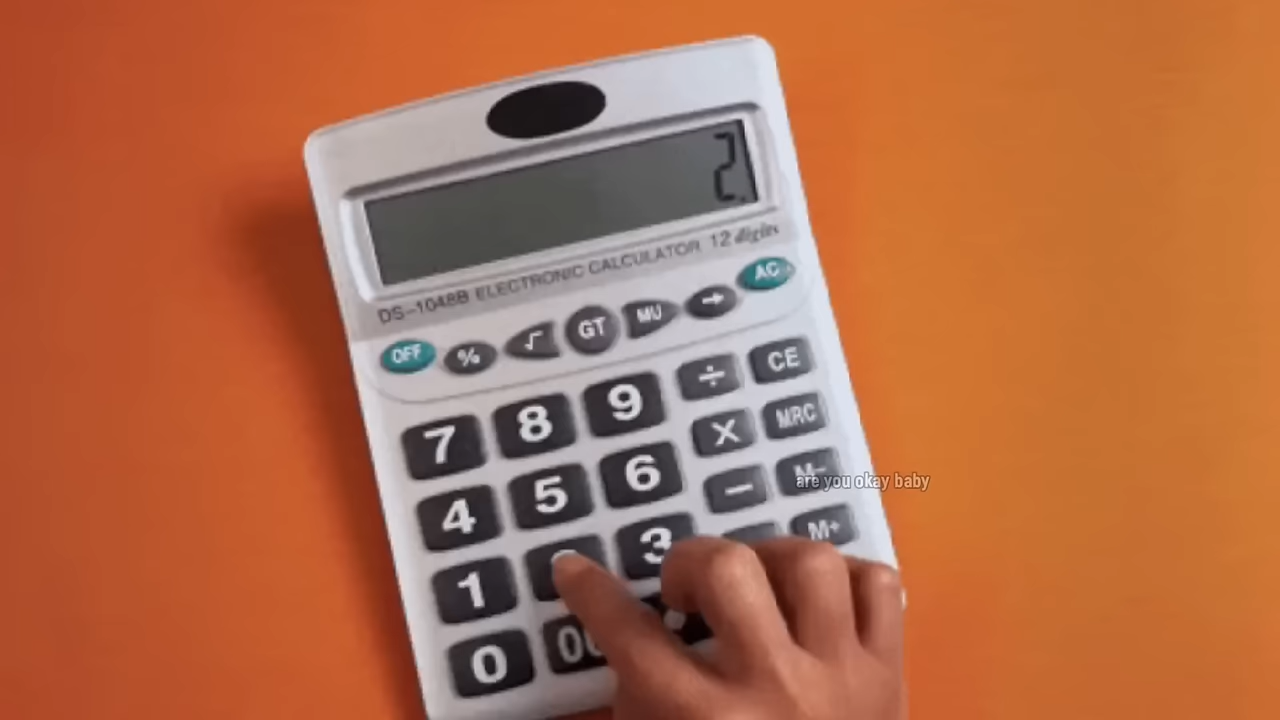 2.
DS-1048B ELECTRONIC CALCULATOR 12 digits
OFF % √ GT MU → AC
7 8 9 ÷ CE
4 5 6 X MRC
1 3 − M−
0 M+
are you okay baby